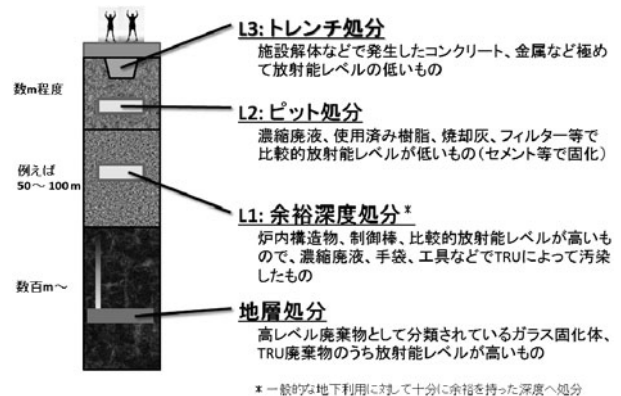 L3: トレンチ処分
施設解体などで発生したコンクリート、金属など極め
て放射能レベルの低いもの
数m程度
L2: ピット処分
濃縮廃液、使用済み樹脂、焼却灰、フィルター等で
比較的放射能レベルが低いもの(セメント等で固化)
例えば
50～100m
L1: 余裕深度処分*
炉内構造物、制御棒、比較的放射能レベルが高いも
ので、濃縮廃液、手袋、工具などでTRUによって汚染
したもの
数百m～
地層処分
高レベル廃棄物として分類されているガラス固化体、
TRU廃棄物のうち放射能レベルが高いもの
* 一般的な地下利用に対して十分に余裕を持った深度へ処分